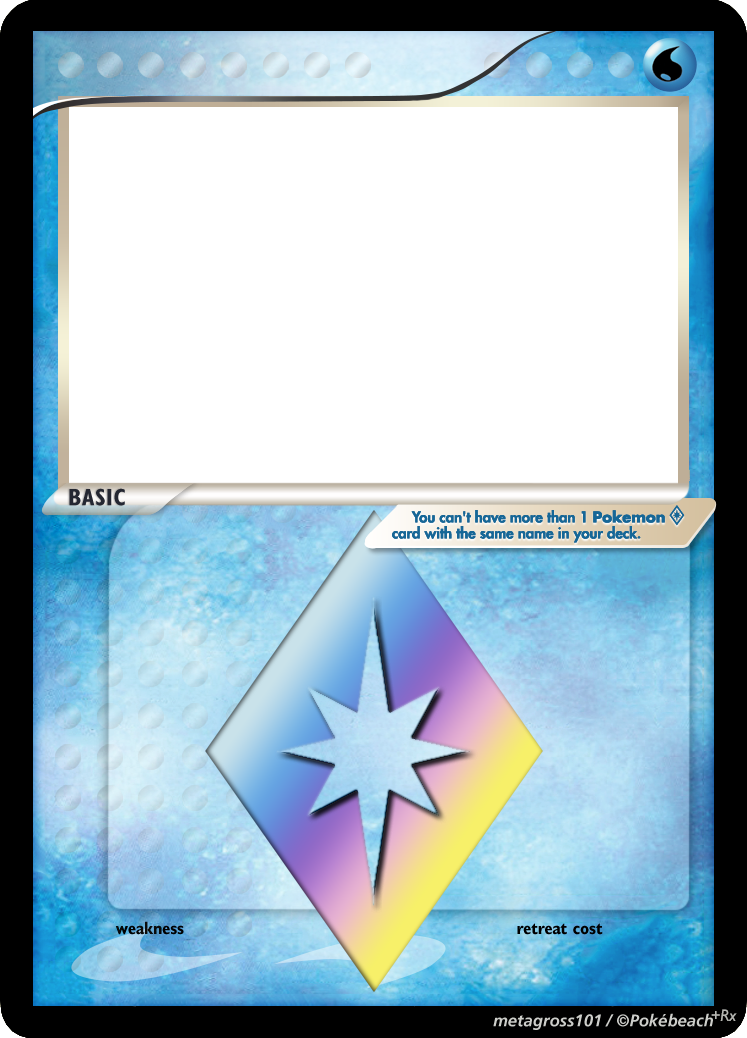 BASIC
You can't have more than 1 Pokemon
card with the same name in your deck.
weakness retreat cost
metagross101 / ©Pokébeach+Rx